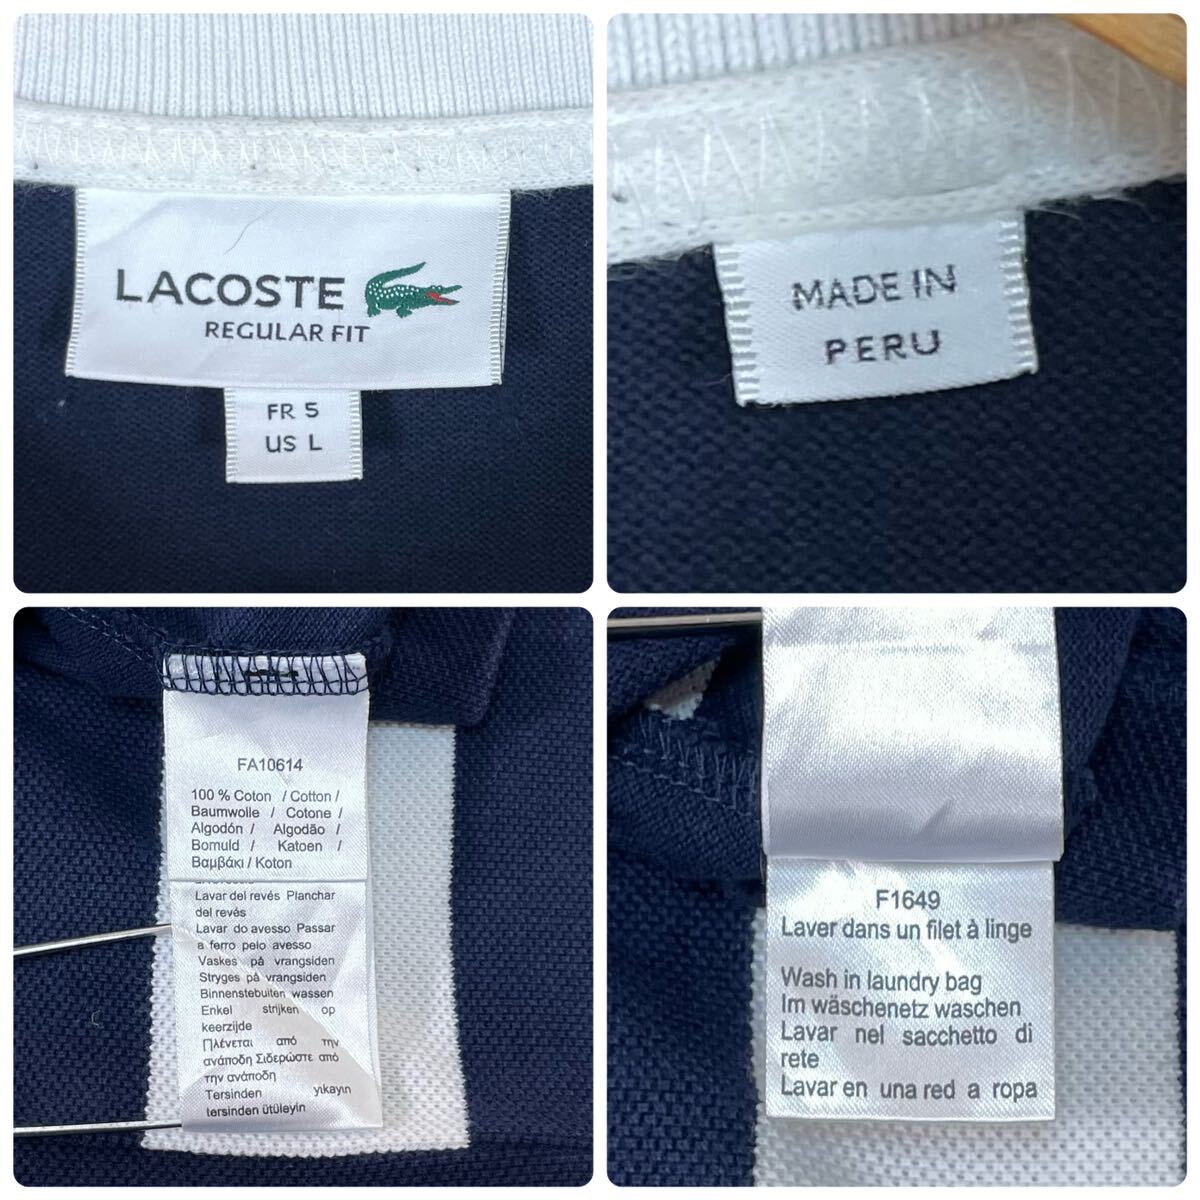 LACOSTE
REGULAR FIT
FR 5
US L
MADE IN
PERU
FA10614
100 % Coton / Cotton /
Baumwolle / Cotone /
Algodón / Algodão /
Bomuld / Katoen /
Βαμβάκι / Koton
Lavar del revés Planchar
del revés
Lavar do avesso Passar
a ferro pelo avesso
Vaskes på vrangsiden
Stryges på vrangsiden
Binnenstebuiten wassen
Enkel strijken op
keerzijde
Πλένεται από την
ανάποδη Σιδερώστε από
την ανάποδη
Tersinden yıkayın
tersinden ütüleyin
F1649
Laver dans un filet à linge
Wash in laundry bag
Im wäschenetz waschen
Lavar nel sacchetto di
rete
Lavar en una red a ropa